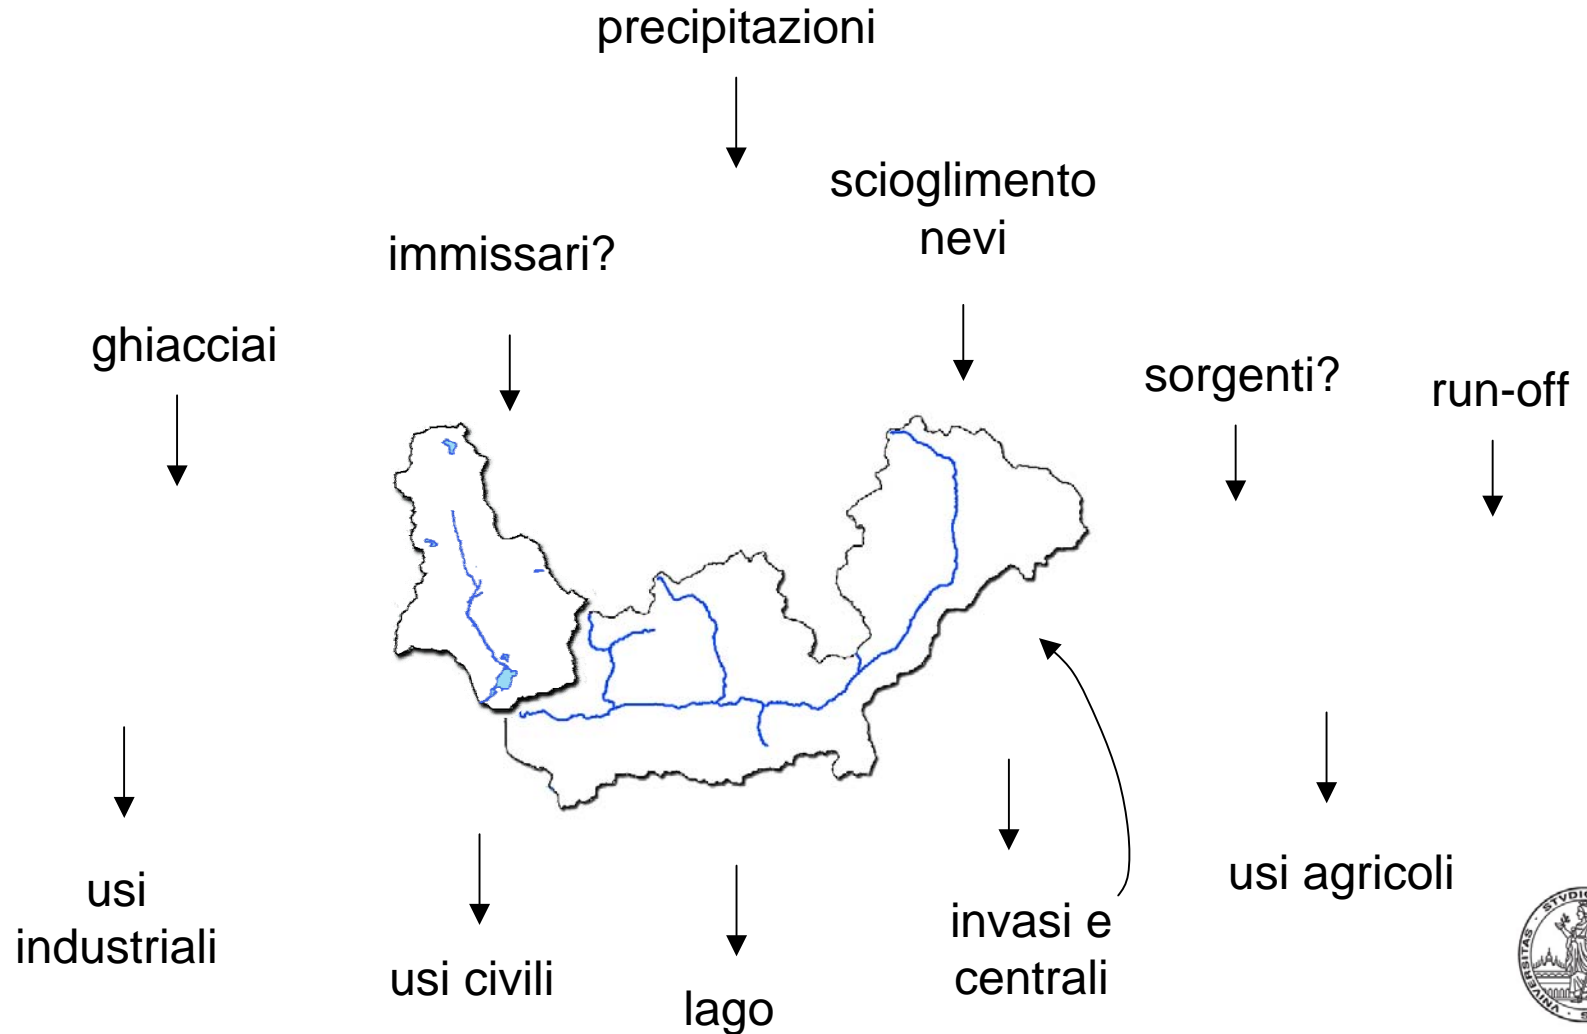 precipitazioni
scioglimento
nevi
immissari?
ghiacciai
sorgenti?
run-off
usi
industriali
usi civili
lago
invasi e
centrali
usi agricoli